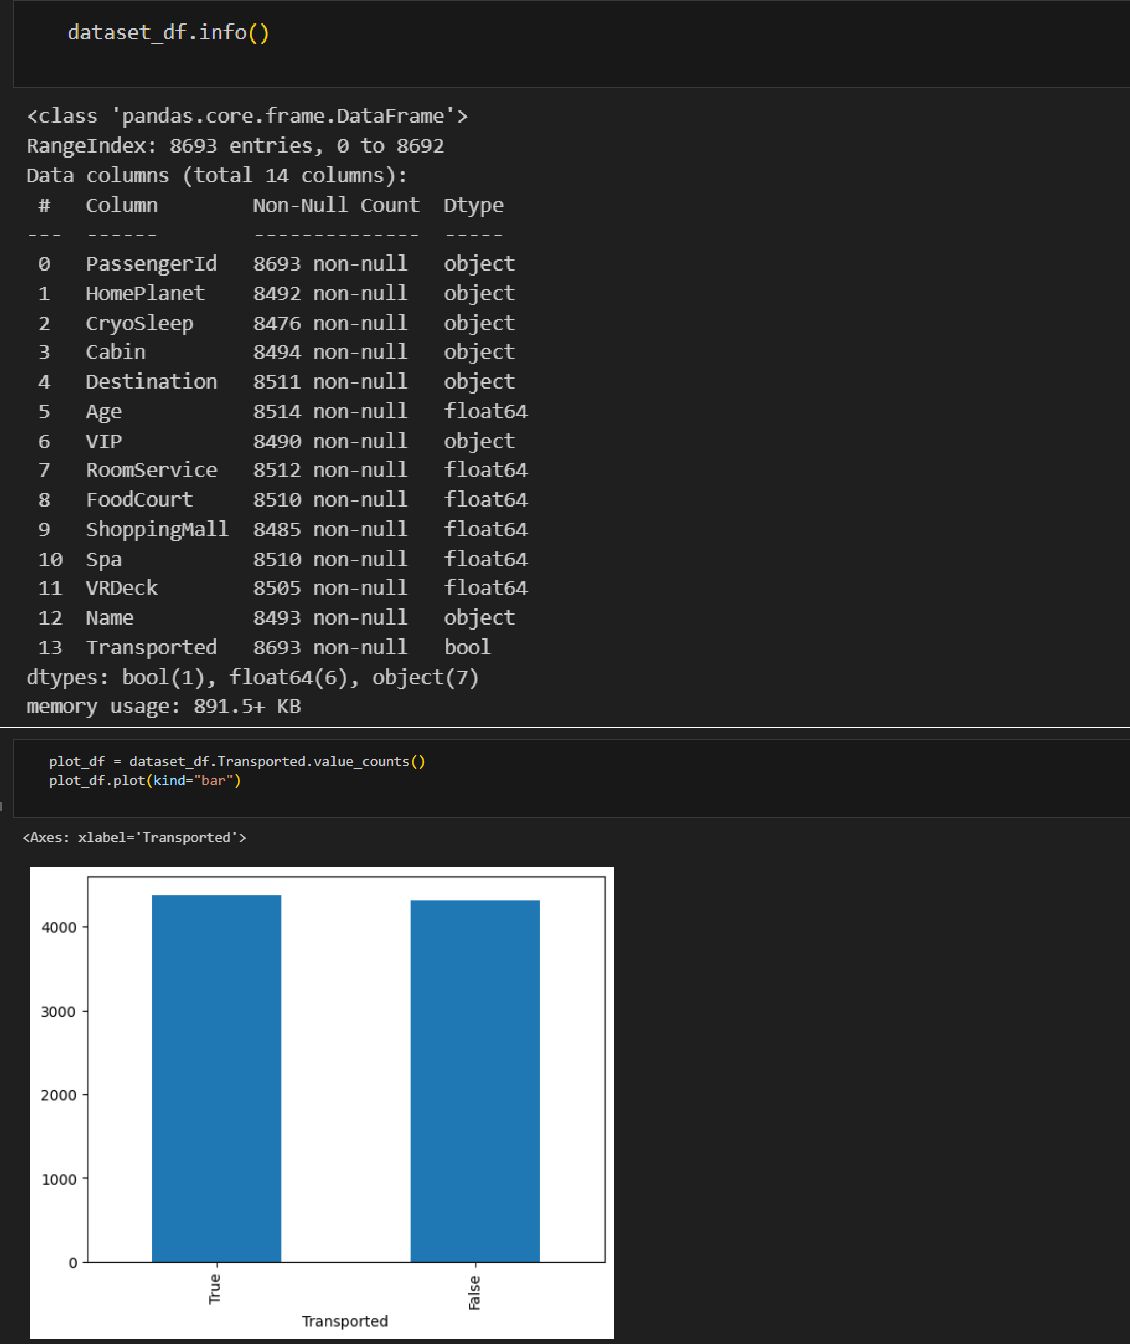 dataset_df.info()
<class 'pandas.core.frame.DataFrame'>
RangeIndex: 8693 entries, 0 to 8692
Data columns (total 14 columns):
 #   Column        Non-Null Count  Dtype
---  ------        --------------  -----
 0   PassengerId   8693 non-null   object
 1   HomePlanet    8492 non-null   object
 2   CryoSleep     8476 non-null   object
 3   Cabin         8494 non-null   object
 4   Destination   8511 non-null   object
 5   Age           8514 non-null   float64
 6   VIP           8490 non-null   object
 7   RoomService   8512 non-null   float64
 8   FoodCourt     8510 non-null   float64
 9   ShoppingMall  8485 non-null   float64
 10  Spa           8510 non-null   float64
 11  VRDeck        8505 non-null   float64
 12  Name          8493 non-null   object
 13  Transported   8693 non-null   bool
dtypes: bool(1), float64(6), object(7)
memory usage: 891.5+ KB
plot_df = dataset_df.Transported.value_counts()
plot_df.plot(kind="bar")
<Axes: xlabel='Transported'>
4000
3000
2000
1000
0
True
False
Transported